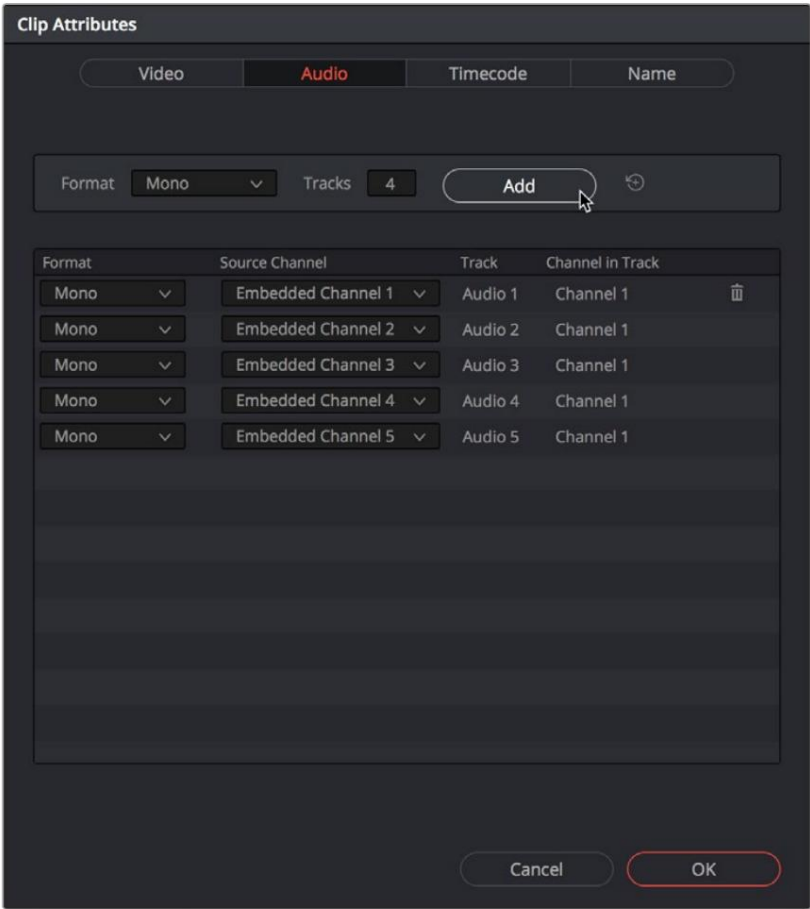 Clip Attributes
Video Audio Timecode Name
Format Mono Tracks 4 Add
Format Source Channel Track Channel in Track
Mono Embedded Channel 1 Audio 1 Channel 1
Mono Embedded Channel 2 Audio 2 Channel 1
Mono Embedded Channel 3 Audio 3 Channel 1
Mono Embedded Channel 4 Audio 4 Channel 1
Mono Embedded Channel 5 Audio 5 Channel 1
Cancel OK